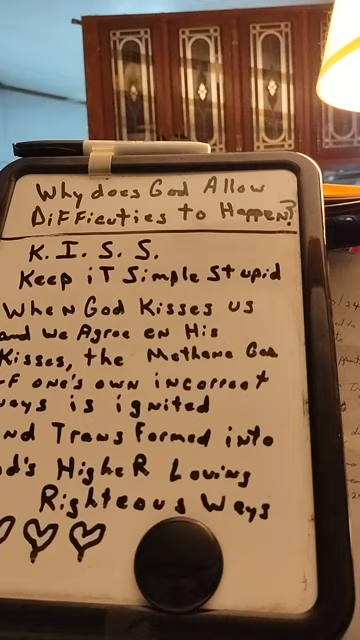 Why does God Allow
Difficuties to Happen?
K.I.S.S.
Keep iT Simple Stupid
When God Kisses us
and we Agree en His
Kisses, the Methane Gas
of one's own incorrect
ways is ignited
and Transformed into
God's HigheR Loving
Righteous Ways